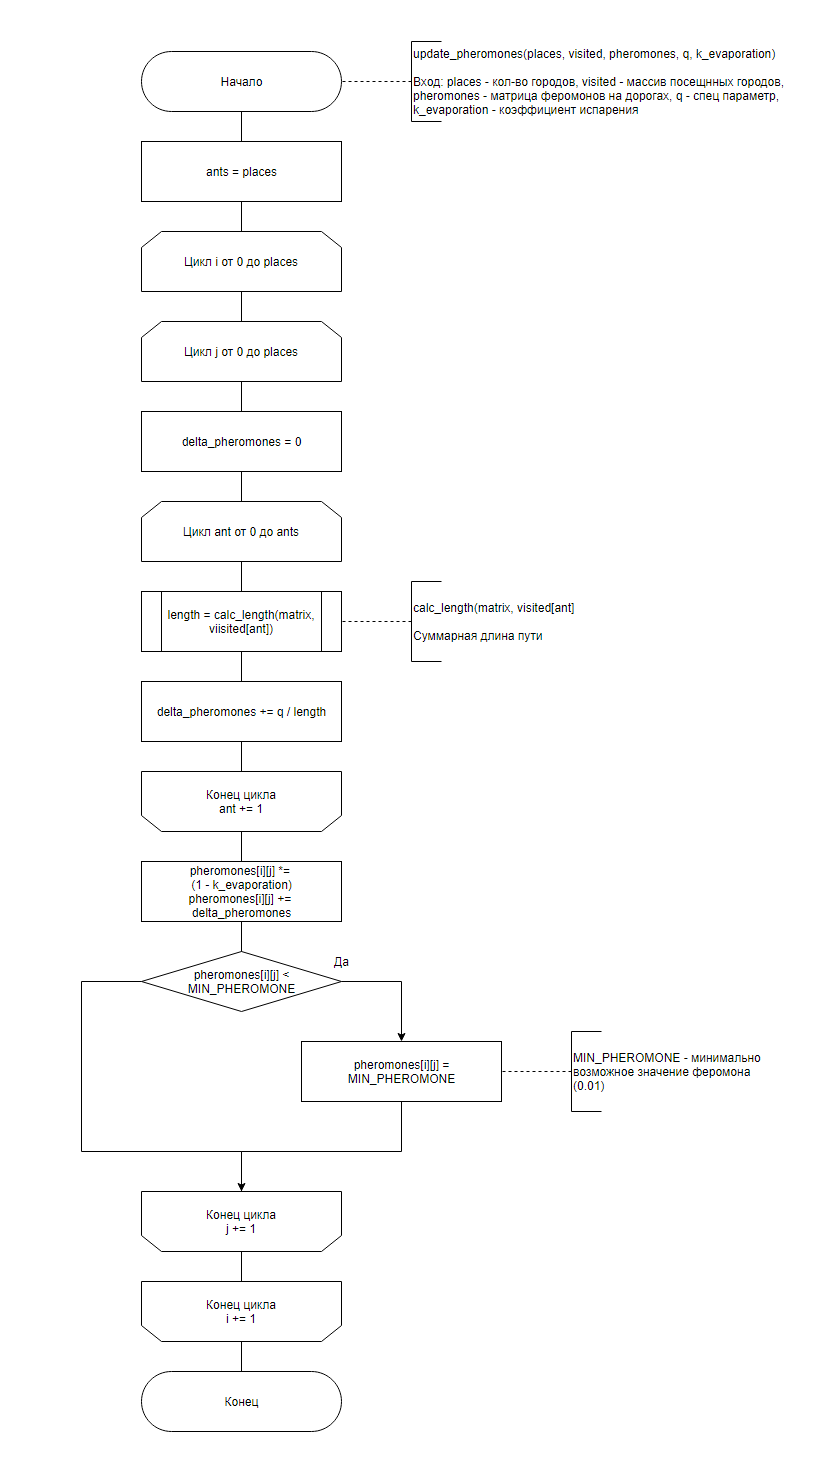 Начало
update_pheromones(places, visited, pheromones, q, k_evaporation)
Вход: places - кол-во городов, visited - массив посещнных городов,
pheromones - матрица феромонов на дорогах, q - спец параметр,
k_evaporation - коэффициент испарения
ants = places
Цикл i от 0 до places
Цикл j от 0 до places
delta_pheromones = 0
Цикл ant от 0 до ants
length = calc_length(matrix,
viisited[ant])
calc_length(matrix, visited[ant]
Суммарная длина пути
delta_pheromones += q / length
Конец цикла
ant += 1
pheromones[i][j] *=
(1 - k_evaporation)
pheromones[i][j] +=
delta_pheromones
Да
pheromones[i][j] <
MIN_PHEROMONE
pheromones[i][j] =
MIN_PHEROMONE
MIN_PHEROMONE - минимально
возможное значение феромона
(0.01)
Конец цикла
j += 1
Конец цикла
i += 1
Конец